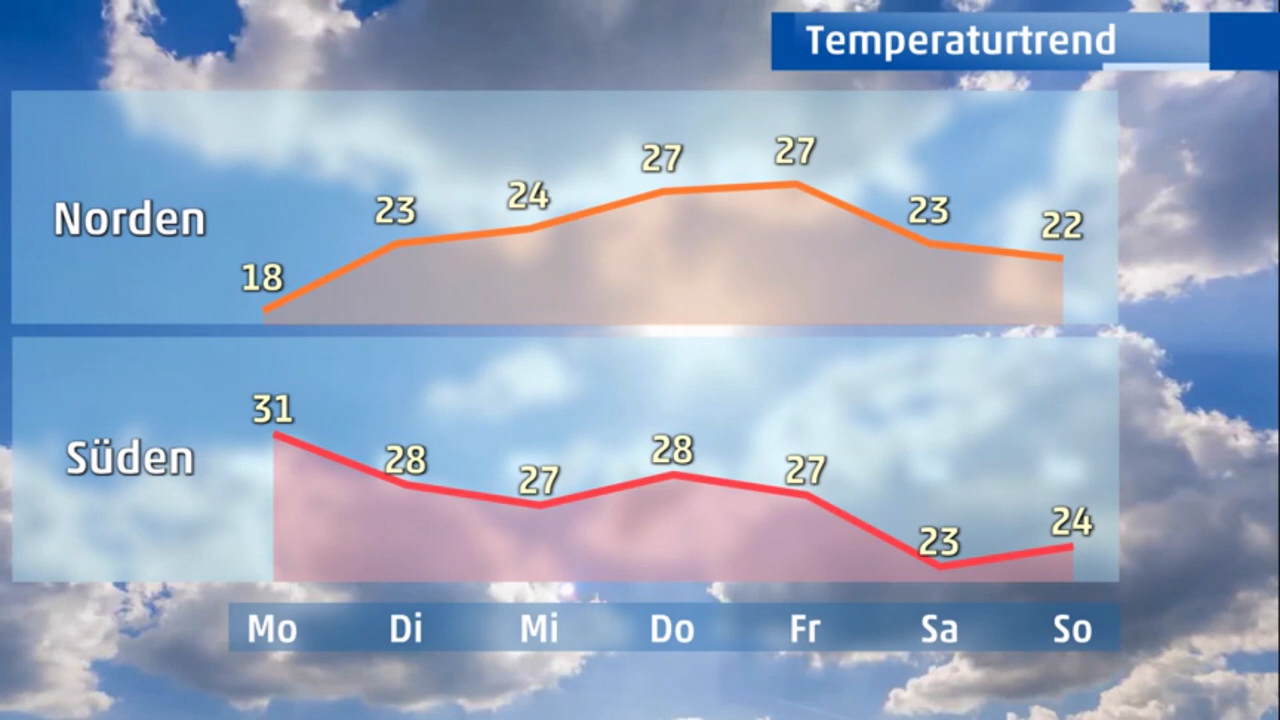 Temperaturtrend
Norden
18 23 24 27 27 23 22
Süden
31 28 27 28 27 23 24
Mo Di Mi Do Fr Sa So